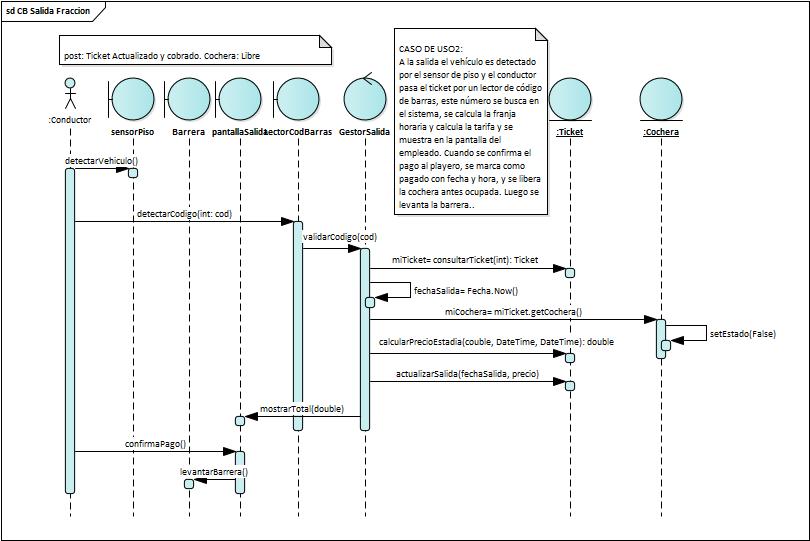 sd CB Salida Fraccion
post: Ticket Actualizado y cobrado. Cochera: Libre
CASO DE USO2:
A la salida el vehículo es detectado
por el sensor de piso y el conductor
pasa el ticket por un lector de código
de barras, este número se busca en
el sistema, se calcula la franja
horaria y calcula la tarifa y se
muestra en la pantalla del
empleado. Cuando se confirma el
pago al playero, se marca como
pagado con fecha y hora, y se libera
la cochera antes ocupada. Luego se
levanta la barrera..
:Conductor
sensorPiso
Barrera
pantallaSalida
LectorCodBarras
GestorSalida
:Ticket
:Cochera
detectarVehiculo()
detectarCodigo(int: cod)
validarCodigo(cod)
miTicket= consultarTicket(int): Ticket
fechaSalida= Fecha.Now()
miCochera= miTicket.getCochera()
setEstado(False)
calcularPrecioEstadia(couble, DateTime, DateTime): double
actualizarSalida(fechaSalida, precio)
mostrarTotal(double)
confirmaPago()
levantarBarrera()